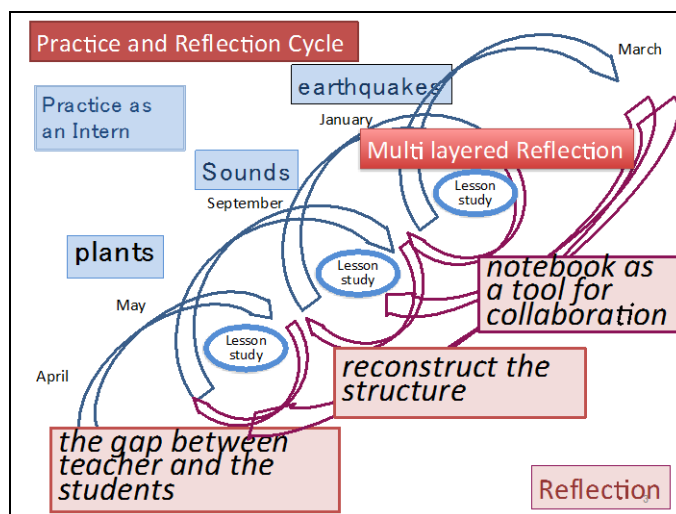 Practice and Reflection Cycle
March
earthquakes
Practice as
an Intern
January
Multi layered Reflection
Sounds
Lesson
study
September
plants
Lesson
study
notebook as
a tool for
collaboration
May
Lesson
study
reconstruct the
structure
April
the gap between
teacher and the
students
Reflection